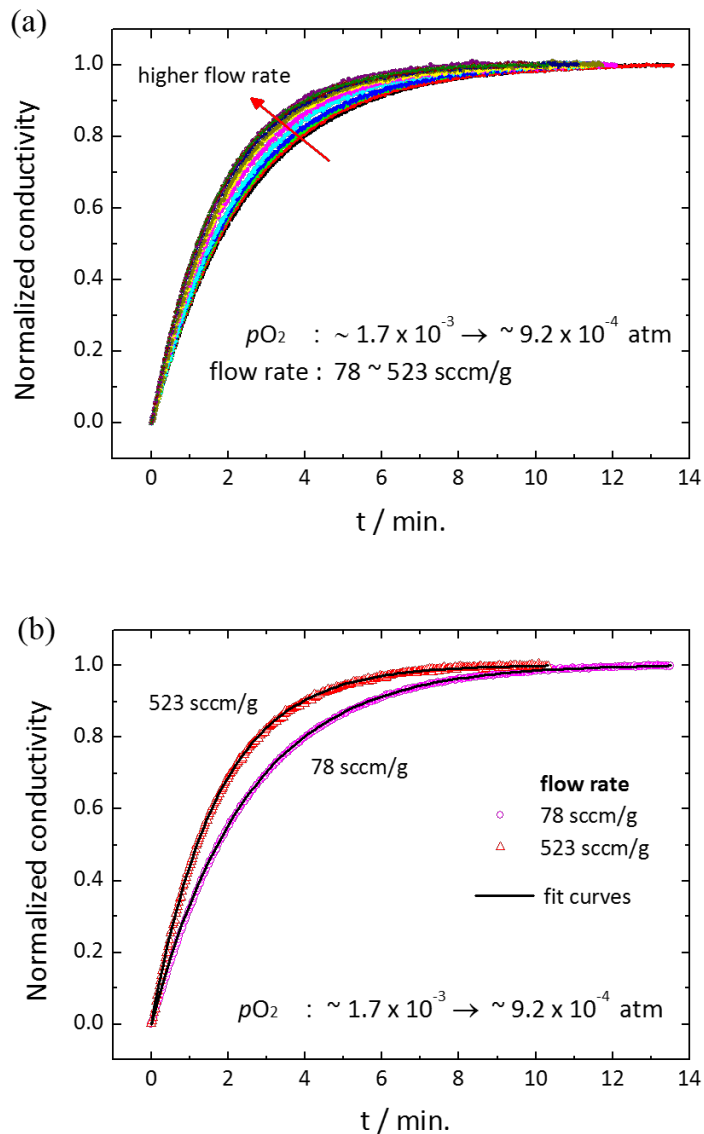 (a)
Normalized conductivity
1.0
0.8
0.6
0.4
0.2
0.0
higher flow rate
pO₂ : ~ 1.7 x 10⁻³ → ~ 9.2 x 10⁻⁴ atm
flow rate : 78 ~ 523 sccm/g
0 2 4 6 8 10 12 14
t / min.
(b)
Normalized conductivity
1.0
0.8
0.6
0.4
0.2
0.0
523 sccm/g
78 sccm/g
flow rate
78 sccm/g
523 sccm/g
fit curves
pO₂ : ~ 1.7 x 10⁻³ → ~ 9.2 x 10⁻⁴ atm
0 2 4 6 8 10 12 14
t / min.